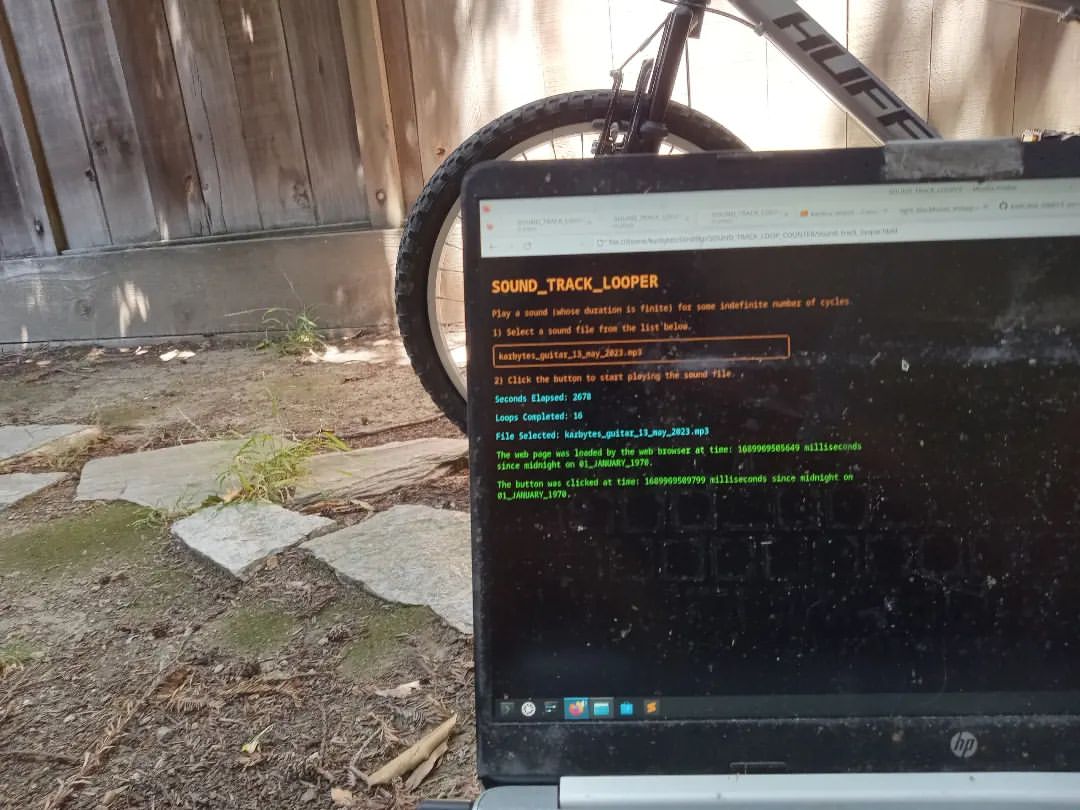 HUFF
SOUND_TRACK_LOOPER
SOUND_TRACK_LOOPER
Play a sound (whose duration is finite) for some indefinite number of cycles.
1) Select a sound file from the list below.
karbytes_guitar_13_may_2023.mp3
2) Click the button to start playing the sound file.
Seconds Elapsed: 2678
Loops Completed: 16
File Selected: karbytes_guitar_13_may_2023.mp3
The web page was loaded by the web browser at time: 1689969505649 milliseconds
since midnight on 01_JANUARY_1970.
The button was clicked at time: 1689969509799 milliseconds since midnight on
01_JANUARY_1970.
hp